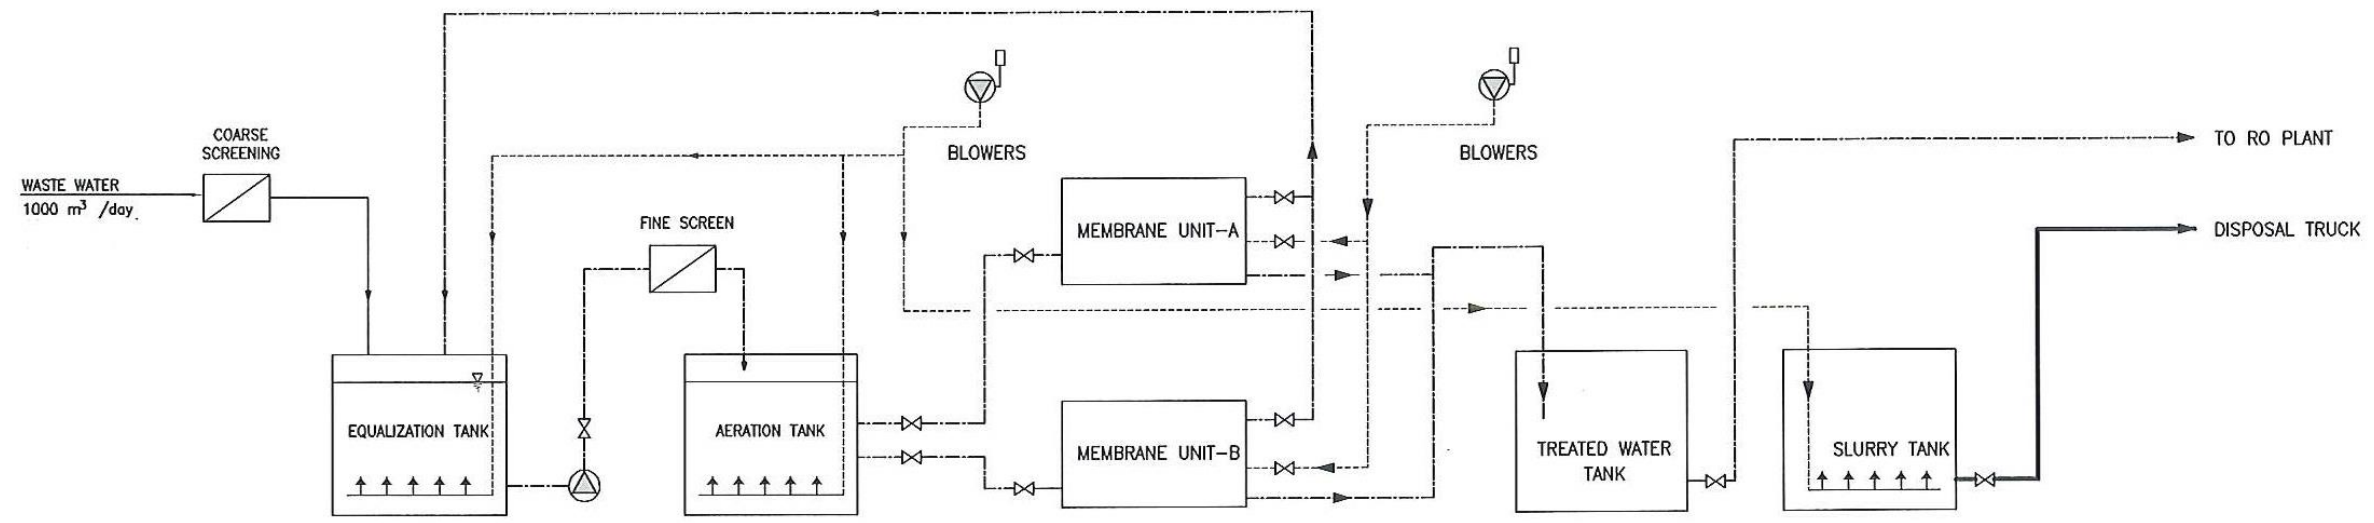 COARSE
SCREENING
WASTE WATER
1000 m³ /day
FINE SCREEN
BLOWERS
BLOWERS
TO RO PLANT
DISPOSAL TRUCK
MEMBRANE UNIT-A
EQUALIZATION TANK
AERATION TANK
MEMBRANE UNIT-B
TREATED WATER
TANK
SLURRY TANK